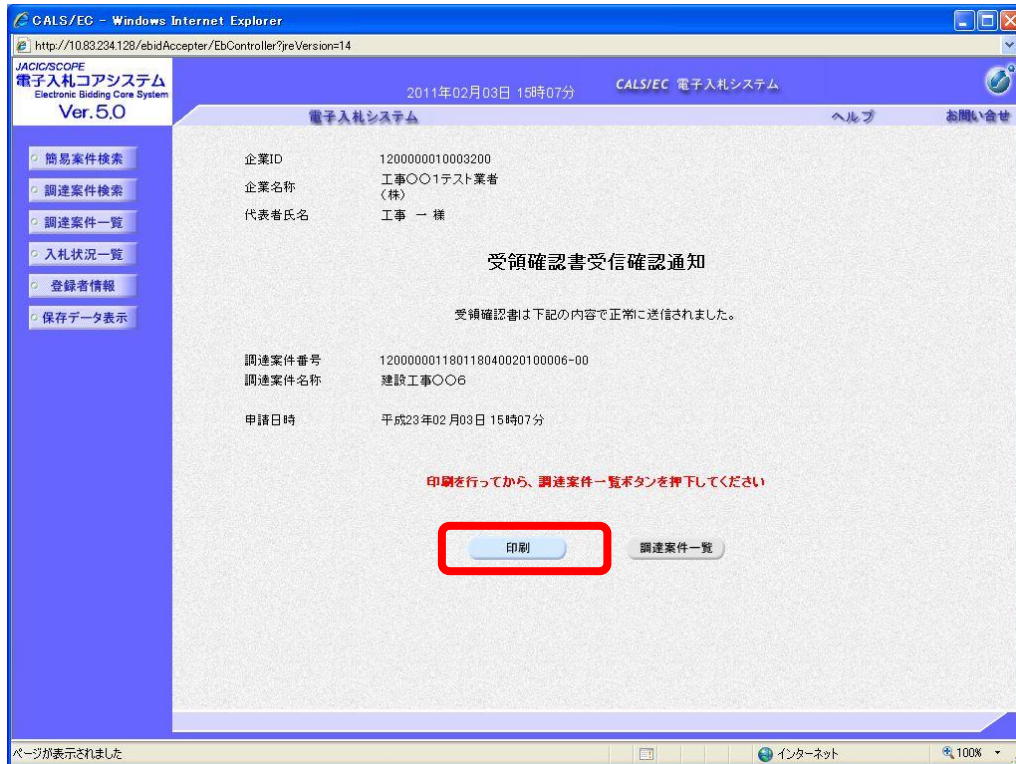 CALS/EC - Windows Internet Explorer
http://10.83.234.128/ebidAccepter/EbController?jreVersion=14
JACIC/SCOPE
電子入札コアシステム
Electronic Bidding Core System
Ver.5.0
2011年02月03日 15時07分
CALS/EC 電子入札システム
電子入札システム
ヘルプ
お問い合せ
簡易案件検索
調達案件検索
調達案件一覧
入札状況一覧
登録者情報
保存データ表示
企業ID 1200000010003200
企業名称 工事〇〇1テスト業者
(株)
代表者氏名 工事 一 様
受領確認書受信確認通知
受領確認書は下記の内容で正常に送信されました。
調達案件番号 120000001180118040020100006-00
調達案件名称 建設工事〇〇6
申請日時 平成23年02月03日 15時07分
印刷を行ってから、調達案件一覧ボタンを押下してください
印刷
調達案件一覧
ページが表示されました
インターネット
100%